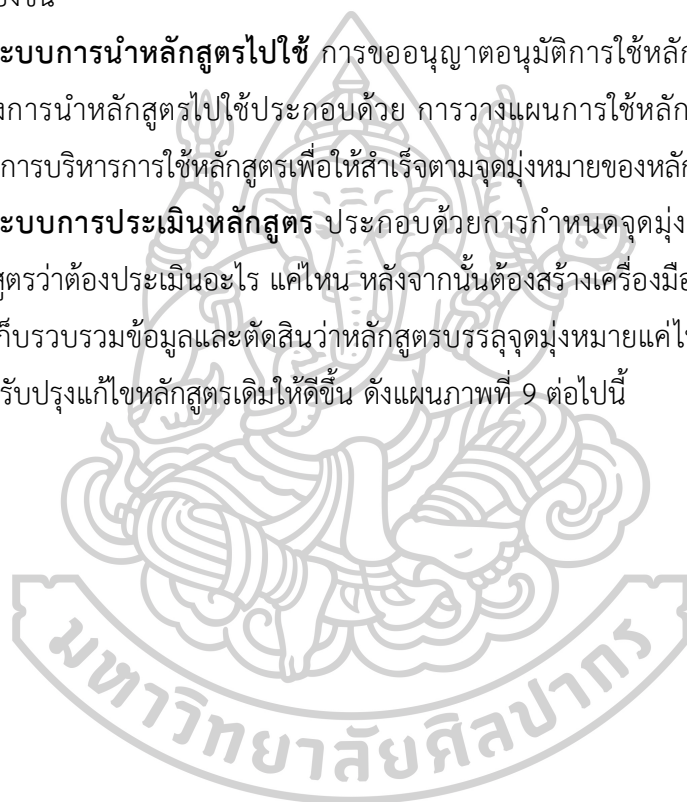 ระบบการนำหลักสูตรไปใช้ การขออนุญาตอนุมัติการใช้หลัก
การนำหลักสูตรไปใช้ประกอบด้วย การวางแผนการใช้หลัก
การบริหารการใช้หลักสูตรเพื่อให้สำเร็จตามจุดมุ่งหมายของหลัก
ระบบการประเมินหลักสูตร ประกอบด้วยการกำหนดจุดมุ่ง
สูตรว่าต้องประเมินอะไร แค่ไหน หลังจากนั้นต้องสร้างเครื่องมือ
ก็บรวบรวมข้อมูลและตัดสินว่าหลักสูตรบรรลุจุดมุ่งหมายแค่ไ
รับปรุงแก้ไขหลักสูตรเดิมให้ดีขึ้น ดังแผนภาพที่ 9 ต่อไปนี้
มหาวิทยาลัยศิลปากร